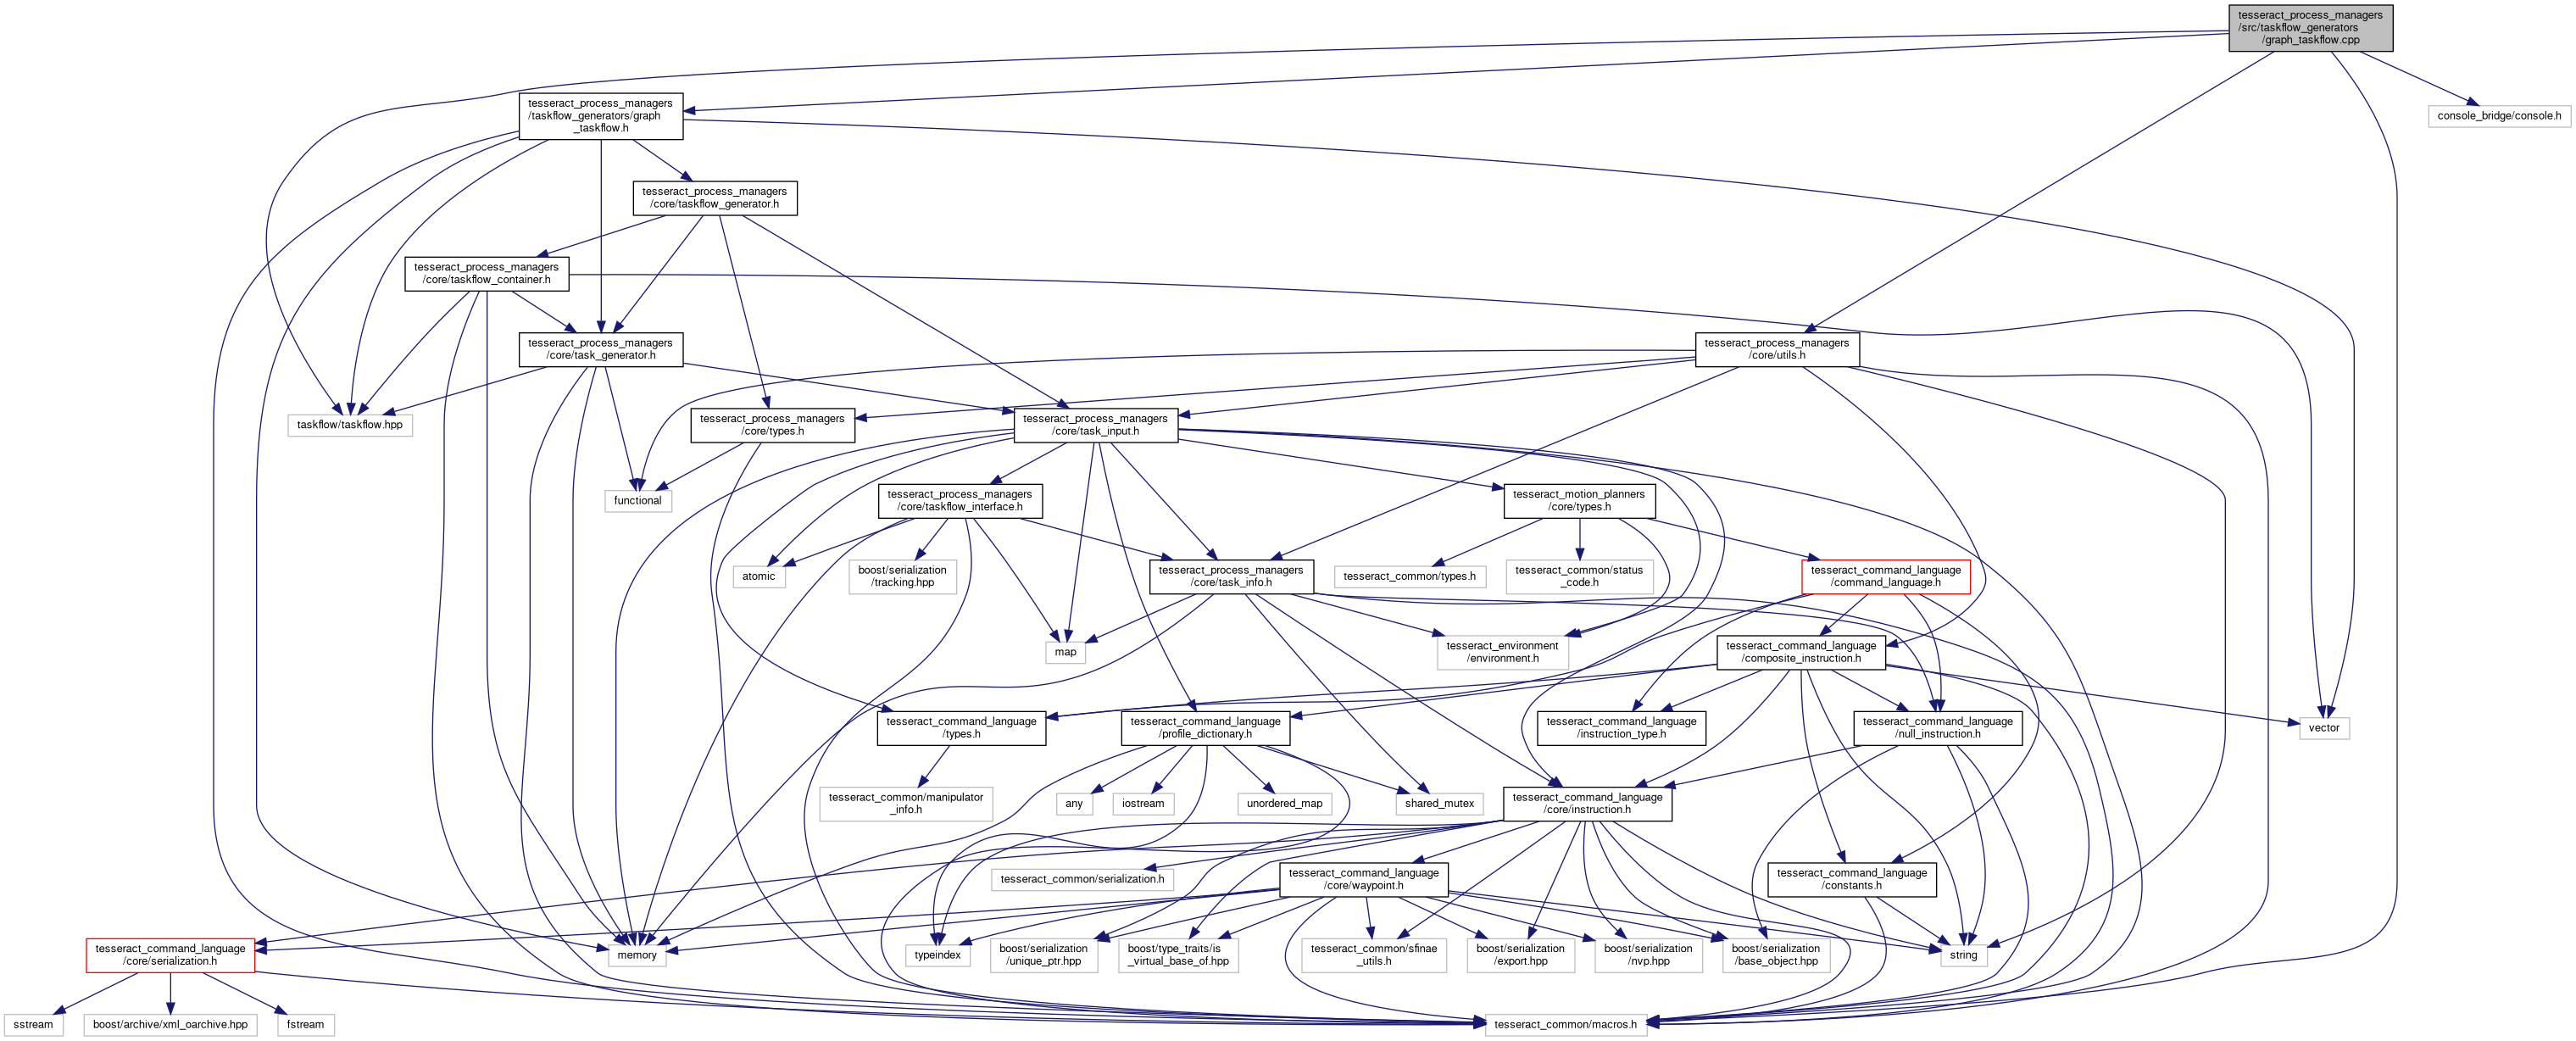 tesseract_process_managers
/src/taskflow_generators
/graph_taskflow.cpp
tesseract_process_managers
/taskflow_generators/graph
_taskflow.h
console_bridge/console.h
tesseract_process_managers
/core/taskflow_generator.h
tesseract_process_managers
/core/taskflow_container.h
tesseract_process_managers
/core/task_generator.h
tesseract_process_managers
/core/utils.h
taskflow/taskflow.hpp
tesseract_process_managers
/core/types.h
tesseract_process_managers
/core/task_input.h
functional
tesseract_process_managers
/core/taskflow_interface.h
tesseract_motion_planners
/core/types.h
atomic
boost/serialization
/tracking.hpp
tesseract_process_managers
/core/task_info.h
tesseract_common/types.h
tesseract_common/status
_code.h
tesseract_command_language
/command_language.h
map
tesseract_environment
/environment.h
tesseract_command_language
/composite_instruction.h
tesseract_command_language
/types.h
tesseract_command_language
/profile_dictionary.h
tesseract_command_language
/instruction_type.h
tesseract_command_language
/null_instruction.h
vector
tesseract_common/manipulator
_info.h
any
iostream
unordered_map
shared_mutex
tesseract_command_language
/core/instruction.h
tesseract_common/serialization.h
tesseract_command_language
/core/waypoint.h
tesseract_command_language
/constants.h
tesseract_command_language
/core/serialization.h
memory
typeindex
boost/serialization
/unique_ptr.hpp
boost/type_traits/is
_virtual_base_of.hpp
tesseract_common/sfinae
_utils.h
boost/serialization
/export.hpp
boost/serialization
/nvp.hpp
boost/serialization
/base_object.hpp
string
sstream
boost/archive/xml_oarchive.hpp
fstream
tesseract_common/macros.h